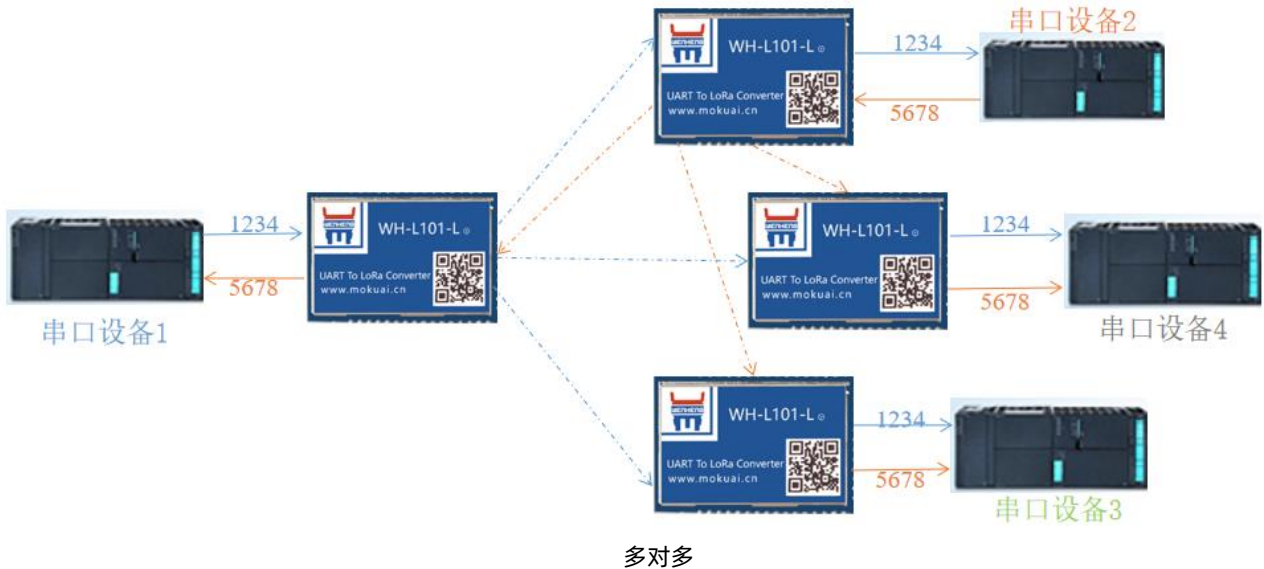 串口设备2
WH-L101-L
1234
UART To LoRa Converter
www.mokuai.cn
5678
1234
WH-L101-L
UART To LoRa Converter
www.mokuai.cn
5678
串口设备1
WH-L101-L
1234
UART To LoRa Converter
www.mokuai.cn
5678
串口设备4
WH-L101-L
1234
UART To LoRa Converter
www.mokuai.cn
5678
串口设备3
多对多